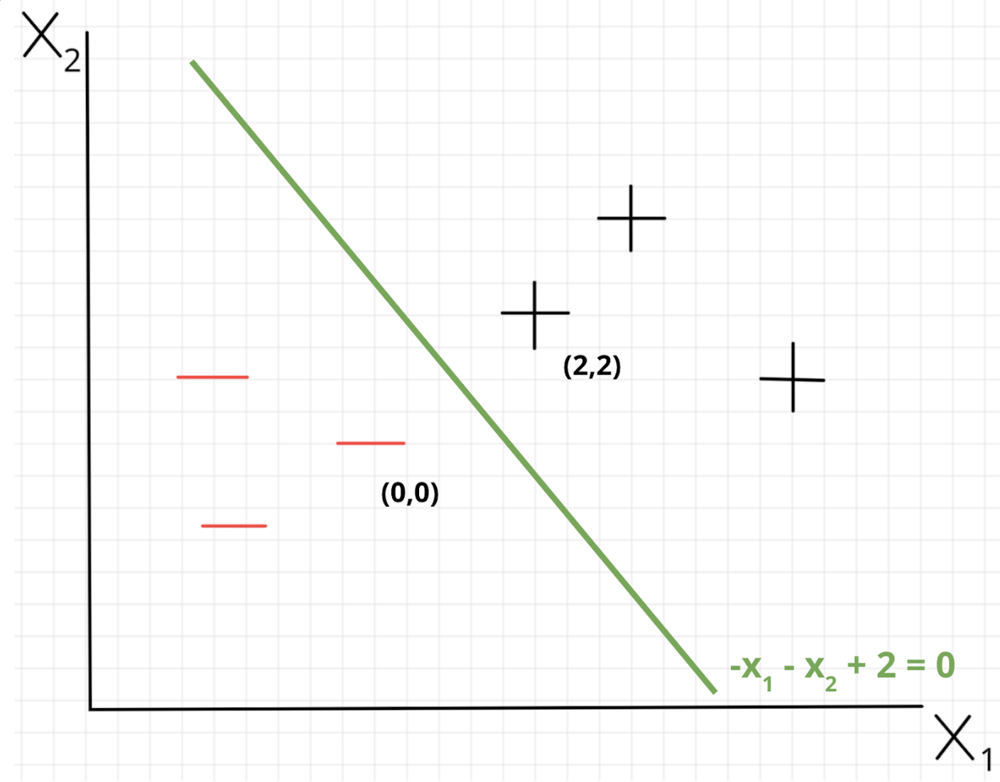 X₂
(2,2)
(0,0)
-x₁ - x₂ + 2 = 0
X₁